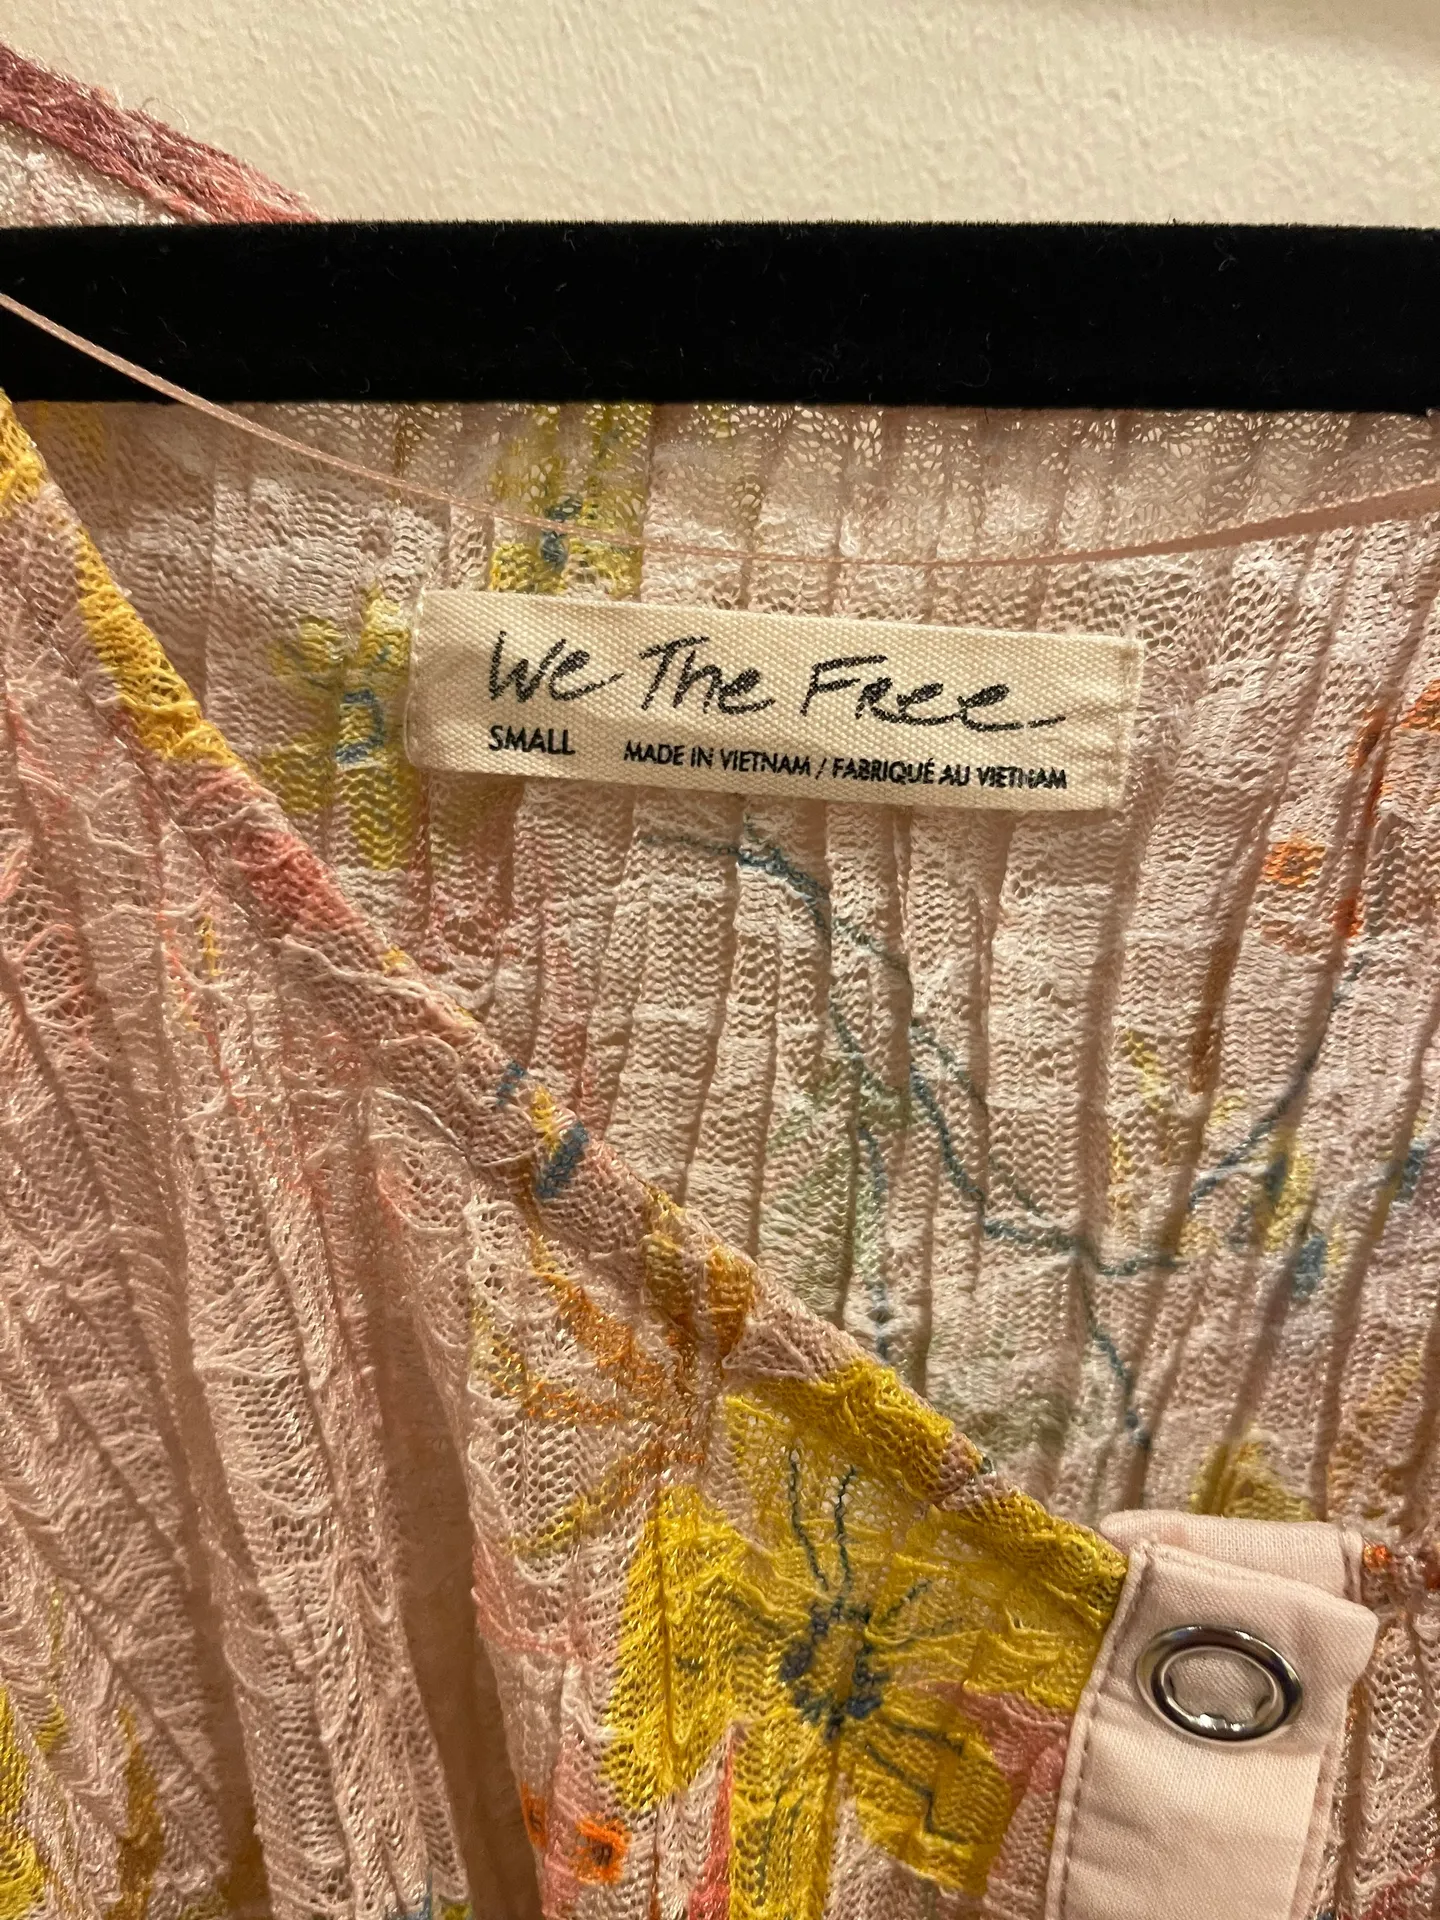 We The Free
SMALL MADE IN VIETNAM / FABRIQUÉ AU VIETNAM